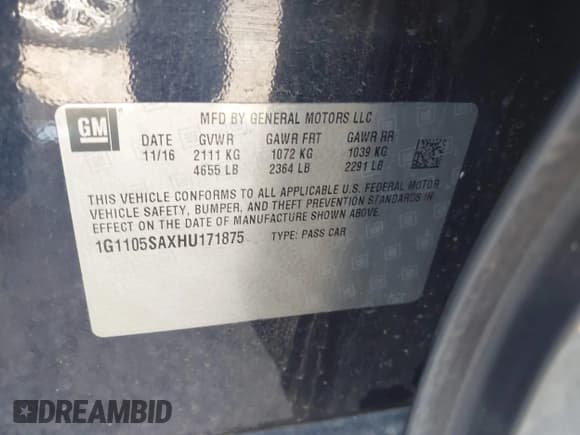 GM
MFD BY GENERAL MOTORS LLC
DATE GVWR GAWR FRT GAWR RR
11/16 2111 KG 1072 KG 1039 KG
4655 LB 2364 LB 2291 LB
THIS VEHICLE CONFORMS TO ALL APPLICABLE U.S. FEDERAL MOTOR
VEHICLE SAFETY, BUMPER, AND THEFT PREVENTION STANDARDS IN
EFFECT ON THE DATE OF MANUFACTURE SHOWN ABOVE.
1G1105SAXHU171875 TYPE: PASS CAR
DREAMBID